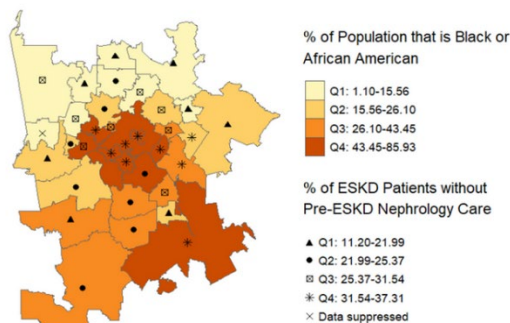 % of Population that is Black or
African American
Q1: 1.10-15.56
Q2: 15.56-26.10
Q3: 26.10-43.45
Q4: 43.45-85.93
% of ESKD Patients without
Pre-ESKD Nephrology Care
Q1: 11.20-21.99
Q2: 21.99-25.37
Q3: 25.37-31.54
Q4: 31.54-37.31
Data suppressed